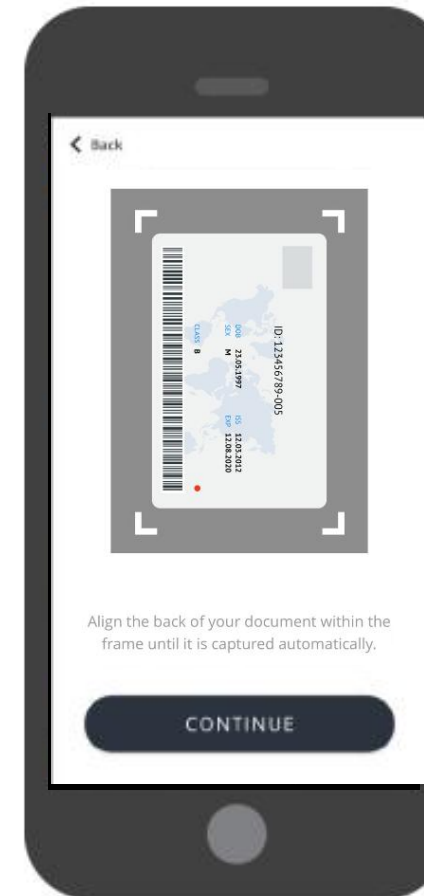 Back
ID: 123456789-005
DOB 23.05.1997 ISS 12.03.2012
SEX M EXP 12.08.2020
CLASS B
Align the back of your document within the
frame until it is captured automatically.
CONTINUE